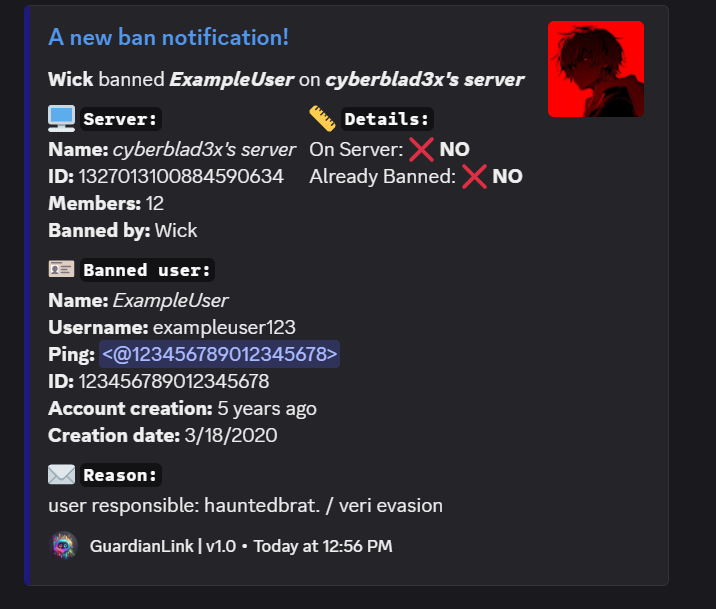 A new ban notification!
Wick banned ExampleUser on cyberblad3x's server
Server:
Name: cyberblad3x's server
ID: 1327013100884590634
Members: 12
Banned by: Wick
Details:
On Server: ❌ NO
Already Banned: ❌ NO
Banned user:
Name: ExampleUser
Username: exampleuser123
Ping: <@123456789012345678>
ID: 123456789012345678
Account creation: 5 years ago
Creation date: 3/18/2020
Reason:
user responsible: hauntedbrat. / veri evasion
GuardianLink | v1.0 • Today at 12:56 PM